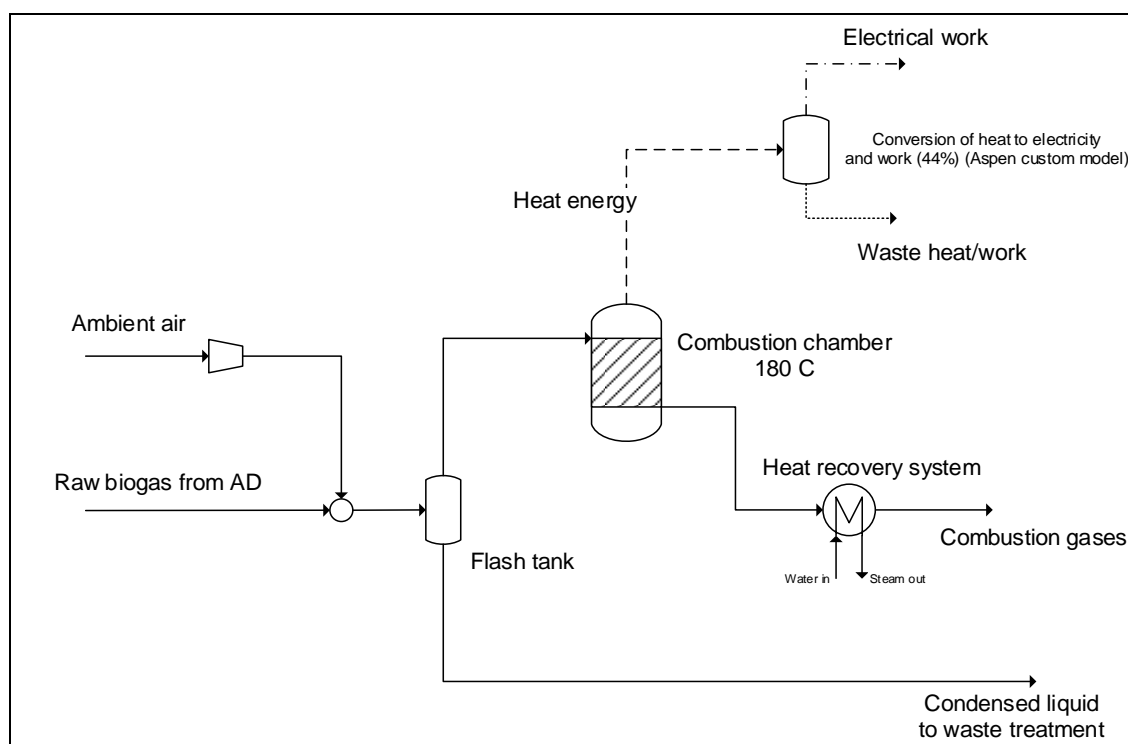 Electrical work
Conversion of heat to electricity
and work (44%) (Aspen custom model)
Heat energy
Waste heat/work
Ambient air
Combustion chamber
180 C
Raw biogas from AD
Heat recovery system
Flash tank
Combustion gases
Water in
Steam out
Condensed liquid
to waste treatment